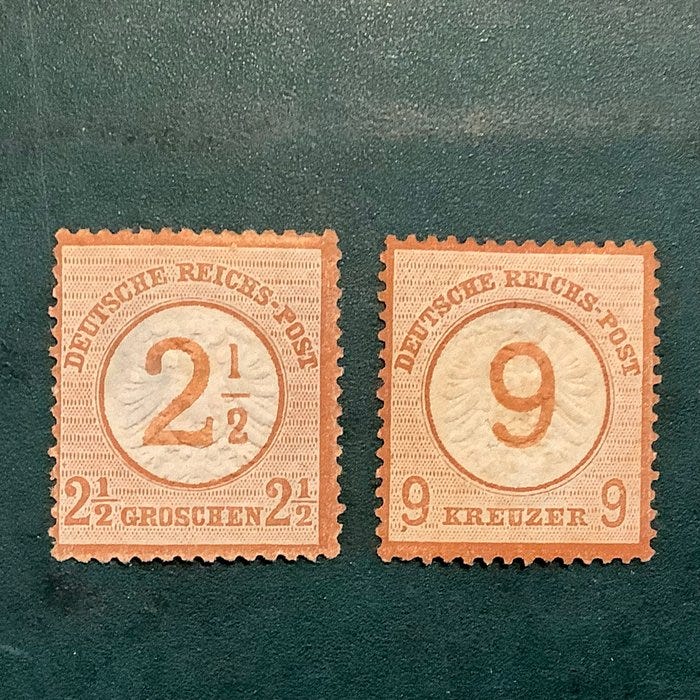 DEUTSCHE REICHS-POST
2 1/2
2 1/2 GROSCHEN 2 1/2
DEUTSCHE REICHS-POST
9
9 KREUZER 9